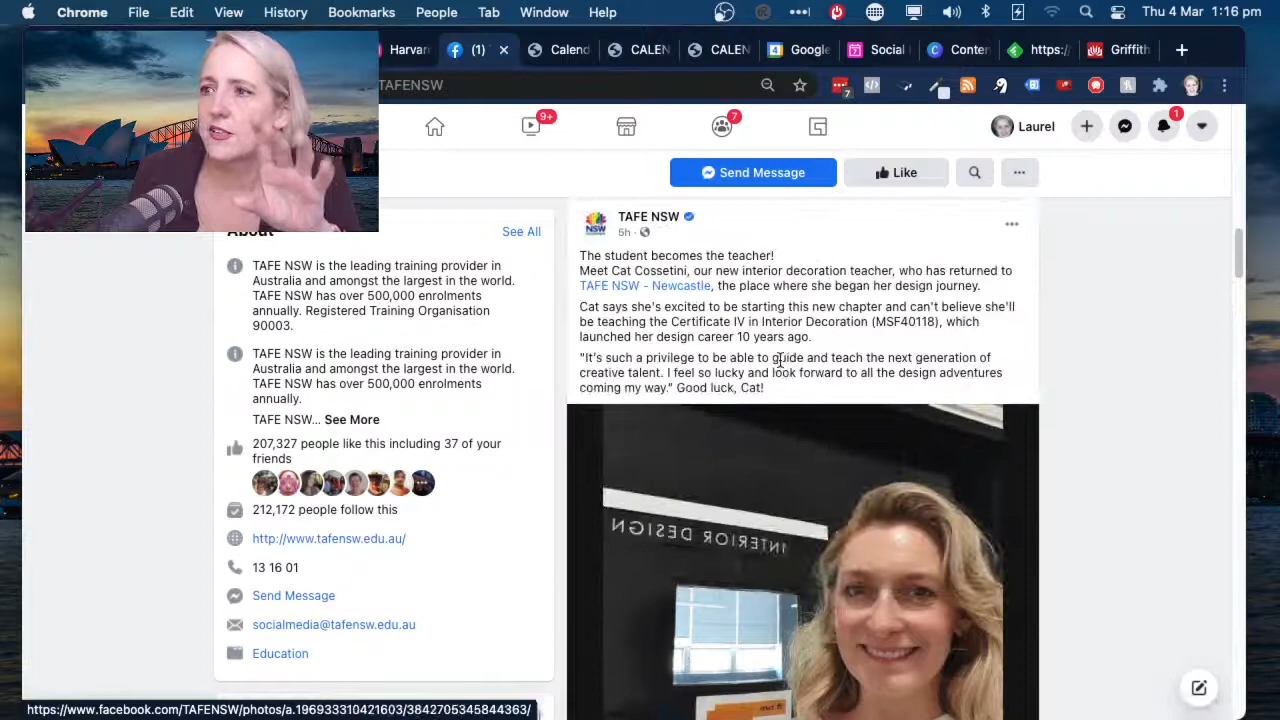 Chrome File Edit View History Bookmarks People Tab Window Help Thu 4 Mar 1:16 pm
Harvar (1) Calend CALEN CALEN Google Social Conten https:/ Griffith
TAFENSW 7
9+ 7 Laurel 1
Send Message Like
About
See All
TAFE NSW is the leading training provider in
Australia and amongst the largest in the world.
TAFE NSW has over 500,000 enrolments
annually. Registered Training Organisation
90003.
TAFE NSW is the leading training provider in
Australia and amongst the largest in the world.
TAFE NSW has over 500,000 enrolments
annually.
TAFE NSW... See More
207,327 people like this including 37 of your
friends
212,172 people follow this
http://www.tafensw.edu.au/
13 16 01
Send Message
socialmedia@tafensw.edu.au
Education
TAFE NSW
5h
The student becomes the teacher!
Meet Cat Cossetini, our new interior decoration teacher, who has returned to
TAFE NSW - Newcastle, the place where she began her design journey.
Cat says she's excited to be starting this new chapter and can't believe she'll
be teaching the Certificate IV in Interior Decoration (MSF40118), which
launched her design career 10 years ago.
"It's such a privilege to be able to guide and teach the next generation of
creative talent. I feel so lucky and look forward to all the design adventures
coming my way." Good luck, Cat!
INTERIOR DESIGN
https://www.facebook.com/TAFENSW/photos/a.196933310421603/3842705345844363/